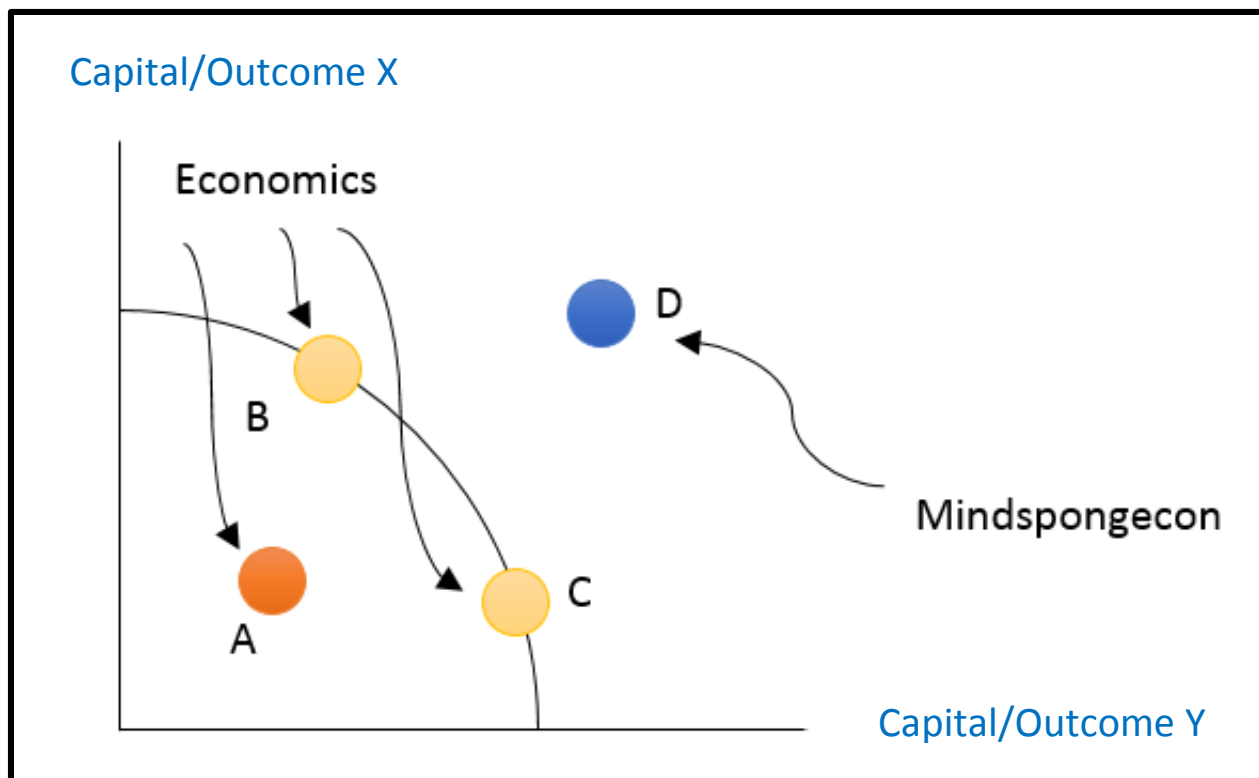 Capital/Outcome X
Economics
D
B
Mindspongecon
C
A
Capital/Outcome Y